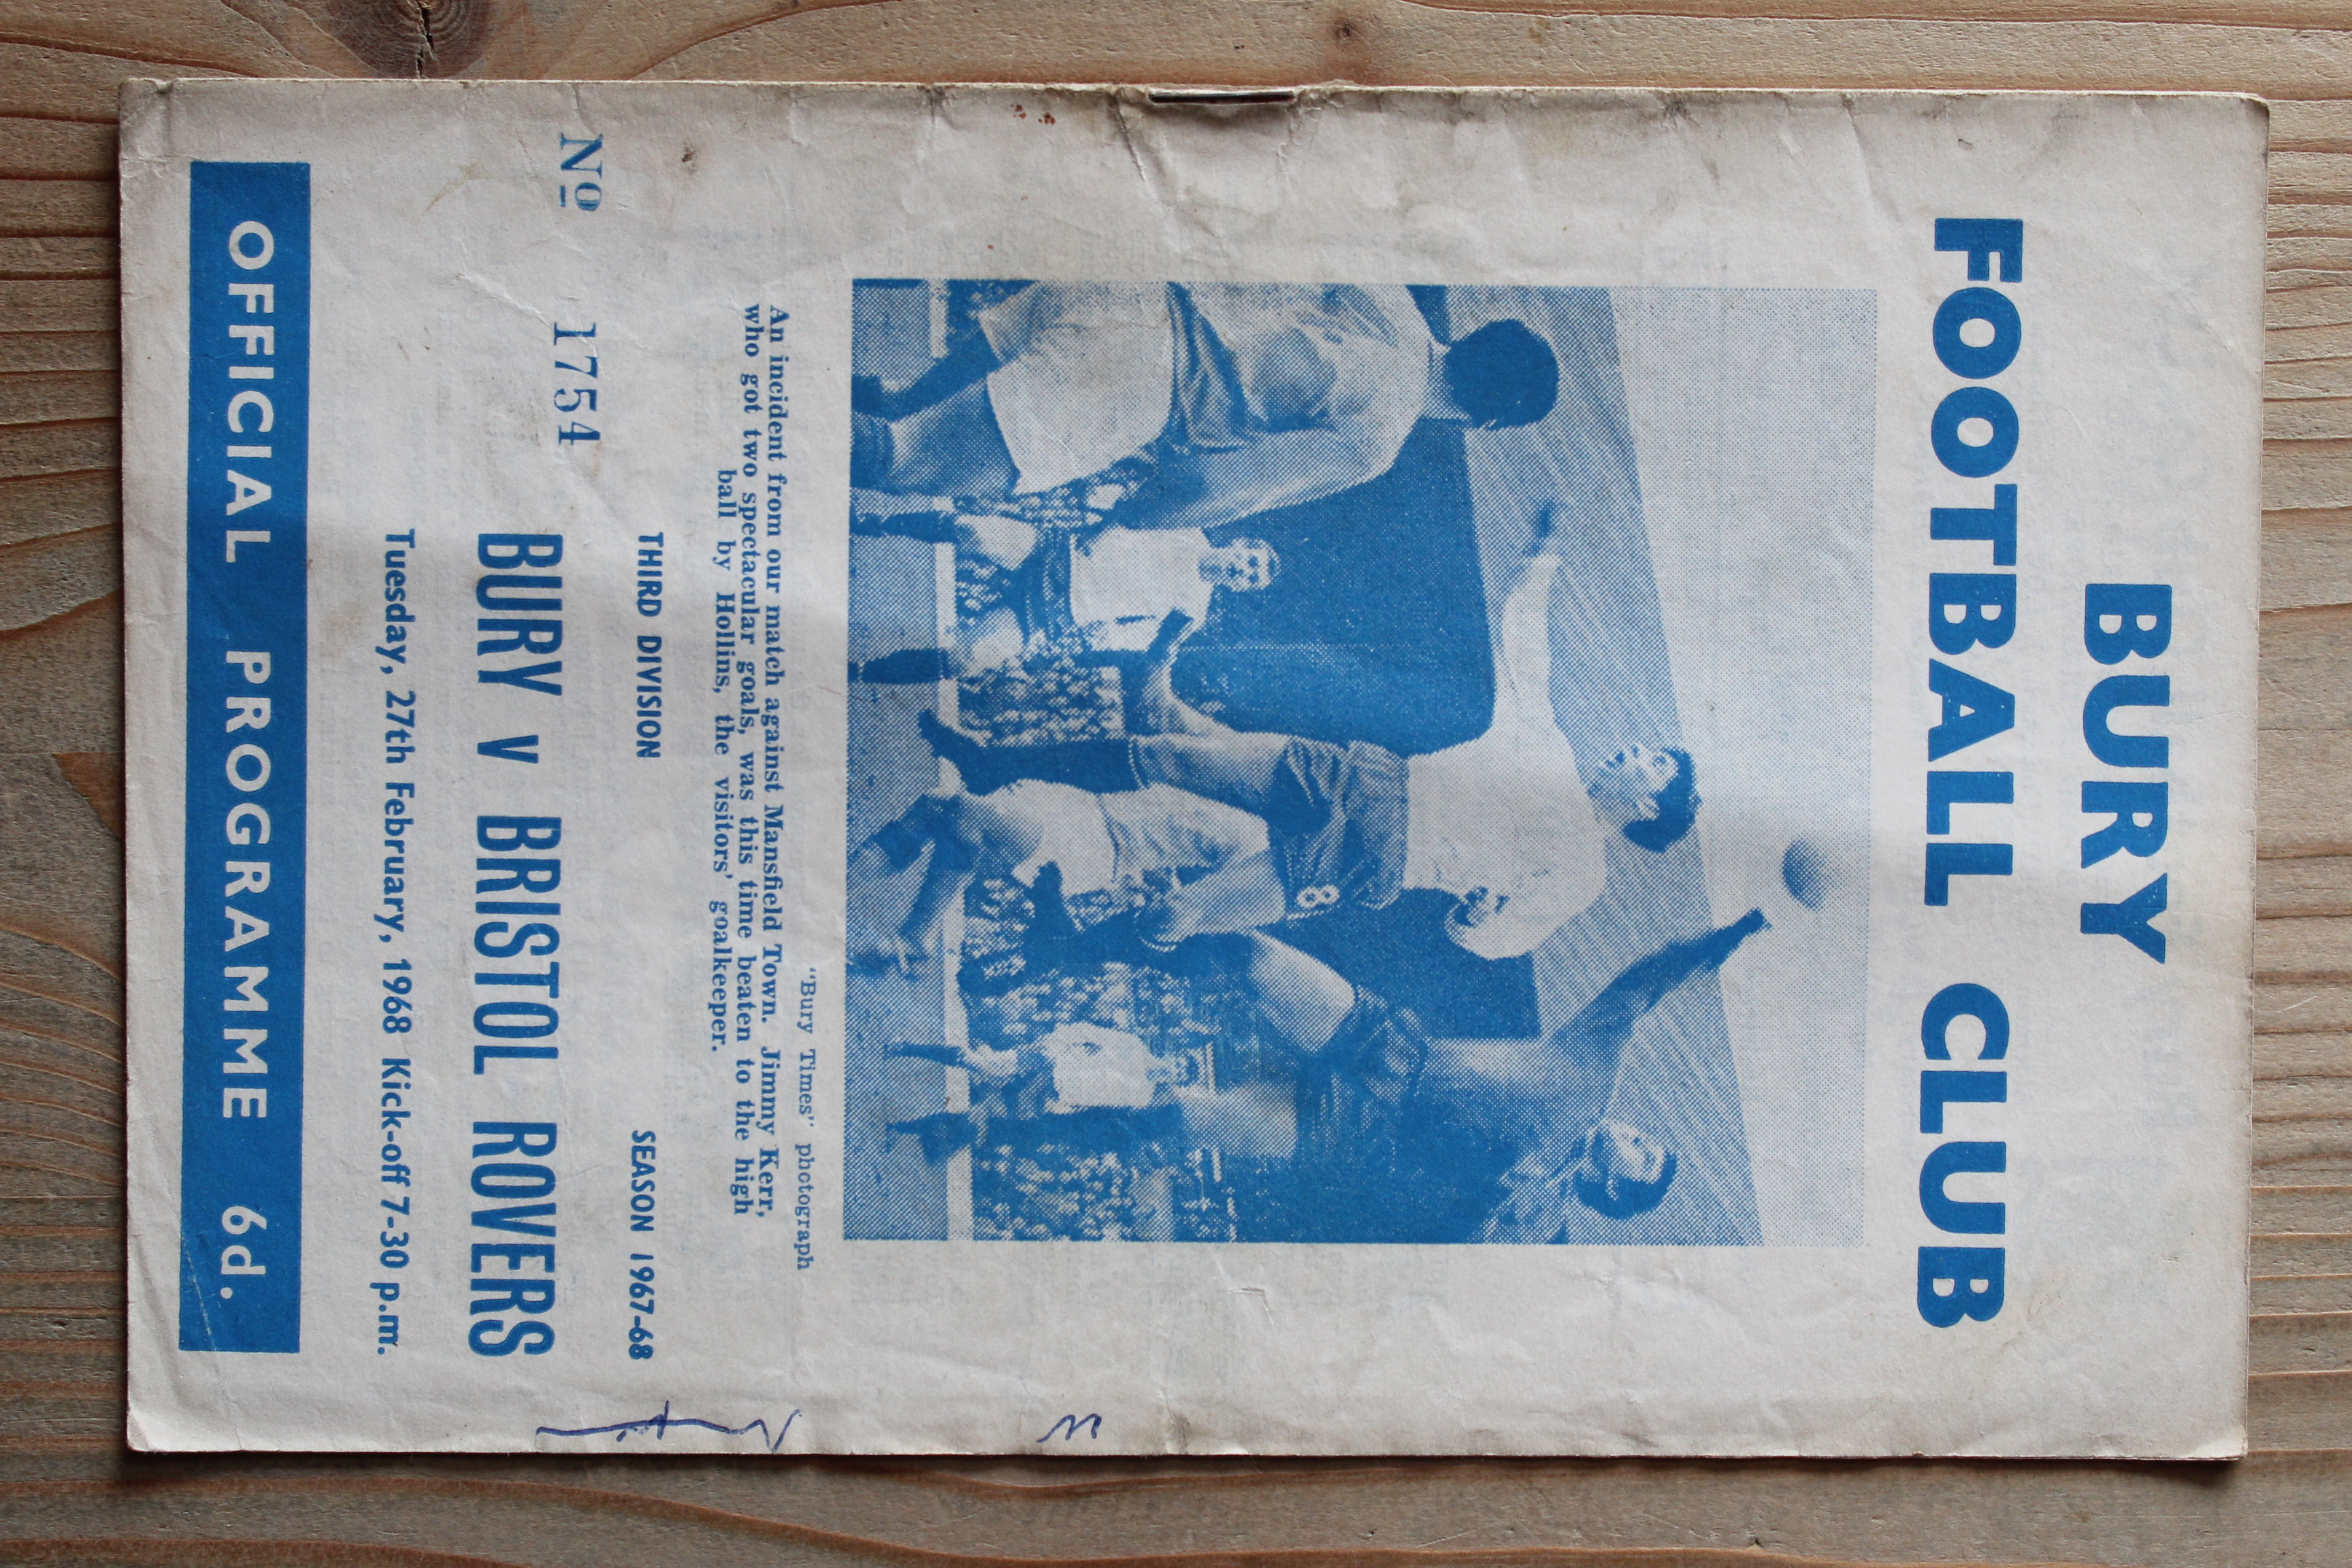 BURY
FOOTBALL CLUB
"Bury Times' photograph
An incident from our match against Mansfield Town. Jimmy Kerr,
who got two spectacular goals, was this time beaten to the high
ball by Hollins, the visitors' goalkeeper.
THIRD DIVISION SEASON 1967-68
No 1754
BURY v BRISTOL ROVERS
Tuesday, 27th February, 1968 Kick-off 7-30 p.m.
OFFICIAL PROGRAMME 6d.
8